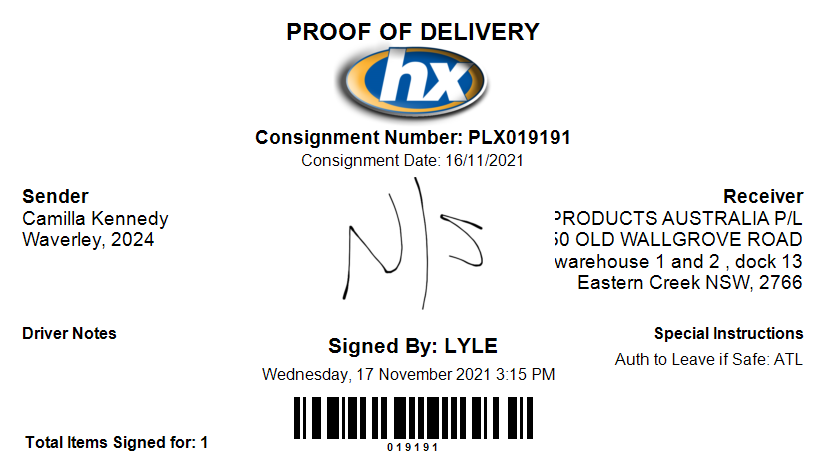 PROOF OF DELIVERY
hx
Consignment Number: PLX019191
Consignment Date: 16/11/2021
Sender
Camilla Kennedy
Waverley, 2024
N/S
Receiver
PRODUCTS AUSTRALIA P/L
50 OLD WALLGROVE ROAD
warehouse 1 and 2 , dock 13
Eastern Creek NSW, 2766
Driver Notes
Signed By: LYLE
Wednesday, 17 November 2021 3:15 PM
Special Instructions
Auth to Leave if Safe: ATL
Total Items Signed for: 1
019191